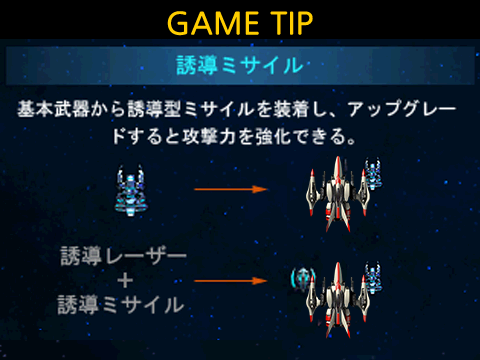 GAME TIP
誘導ミサイル
基本武器から誘導型ミサイルを装着し、アップグレー
ドすると攻撃力を強化できる。
誘導レーザー
+
誘導ミサイル